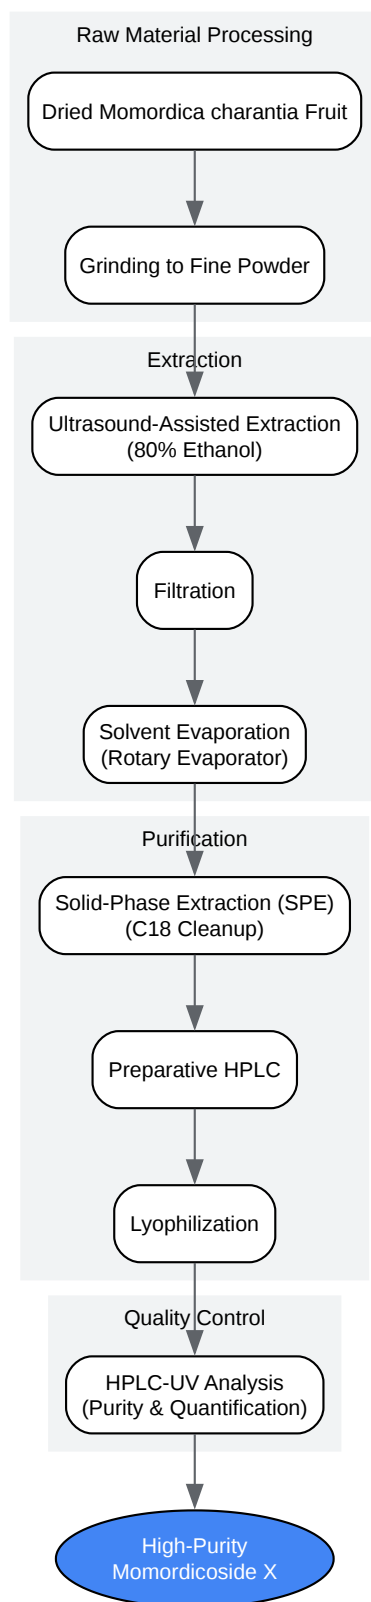 Raw Material Processing
Dried Momordica charantia Fruit
Grinding to Fine Powder
Extraction
Ultrasound-Assisted Extraction
(80% Ethanol)
Filtration
Solvent Evaporation
(Rotary Evaporator)
Purification
Solid-Phase Extraction (SPE)
(C18 Cleanup)
Preparative HPLC
Lyophilization
Quality Control
HPLC-UV Analysis
(Purity & Quantification)
High-Purity
Momordicoside X